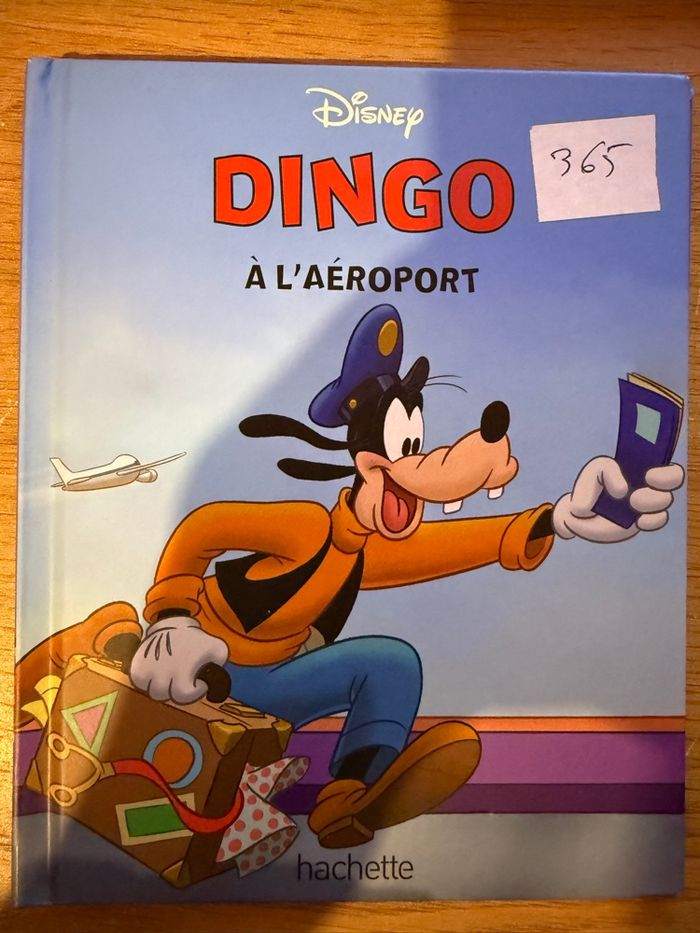 Disney
DINGO
365
À L'AÉROPORT
hachette